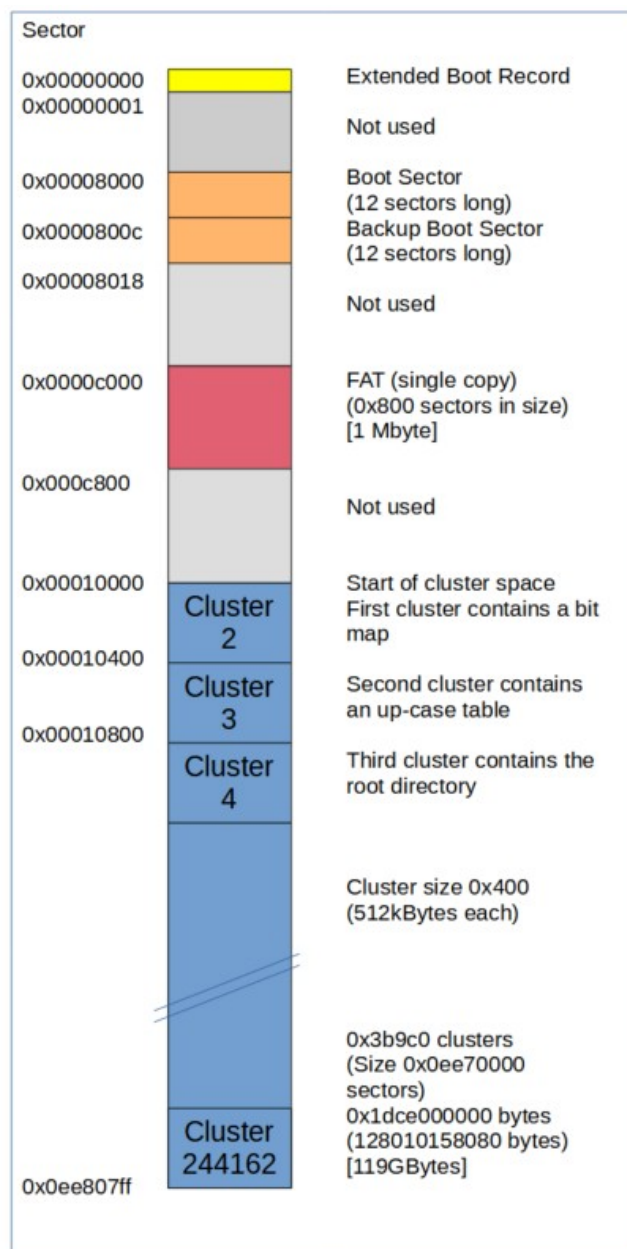 Sector
0x00000000
Extended Boot Record
0x00000001
Not used
0x00008000
Boot Sector
(12 sectors long)
0x0000800c
Backup Boot Sector
(12 sectors long)
0x00008018
Not used
0x0000c000
FAT (single copy)
(0x800 sectors in size)
[1 Mbyte]
0x000c800
Not used
0x00010000
Start of cluster space
First cluster contains a bit
map
Cluster
2
0x00010400
Second cluster contains
an up-case table
Cluster
3
0x00010800
Third cluster contains the
root directory
Cluster
4
Cluster size 0x400
(512kBytes each)
0x3b9c0 clusters
(Size 0x0ee70000
sectors)
0x1dce000000 bytes
(128010158080 bytes)
[119GBytes]
Cluster
244162
0x0ee807ff